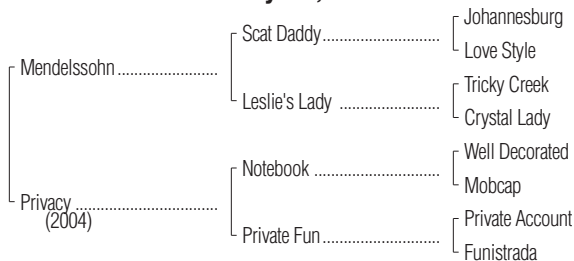 Johannesburg
Scat Daddy
Love Style
Mendelssohn
Tricky Creek
Leslie's Lady
Crystal Lady
Well Decorated
Notebook
Mobcap
Privacy
(2004)
Private Account
Private Fun
Funistrada